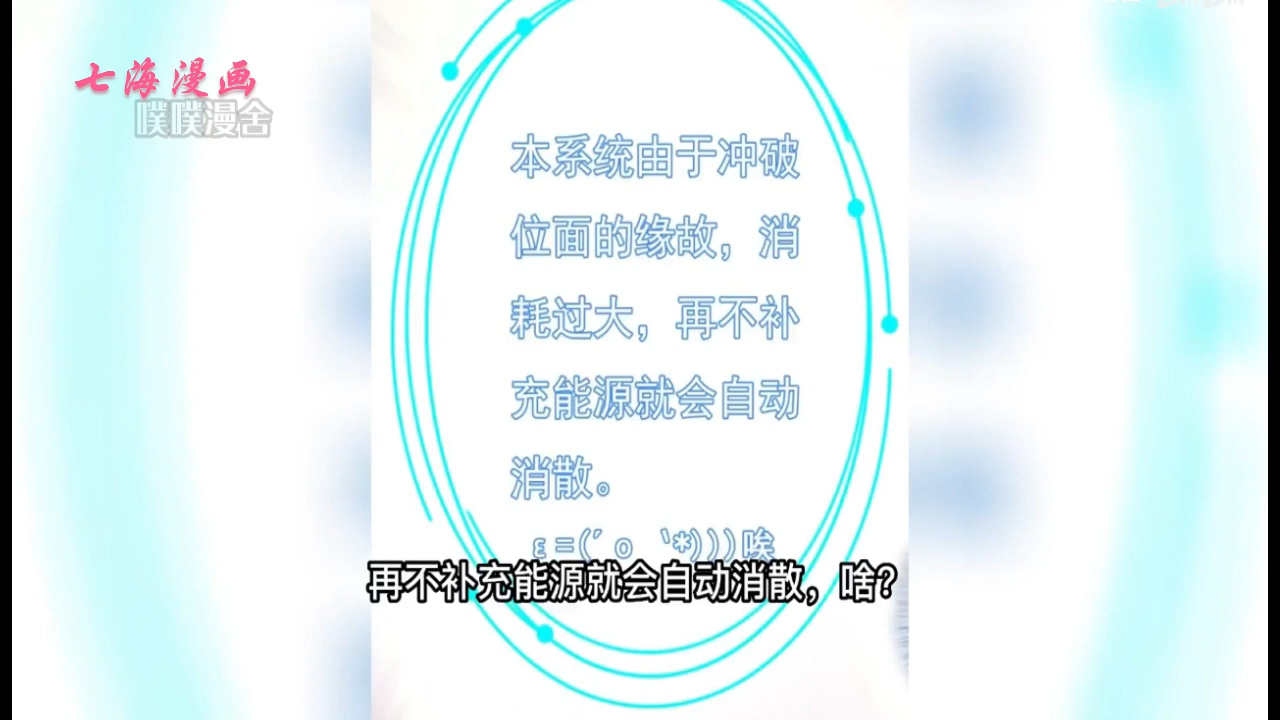 七海漫画
噗噗漫舍
本系统由于冲破
位面的缘故，消
耗过大，再不补
充能源就会自动
消散。
ε=(´ο｀*)))唉
再不补充能源就会自动消散，啥？